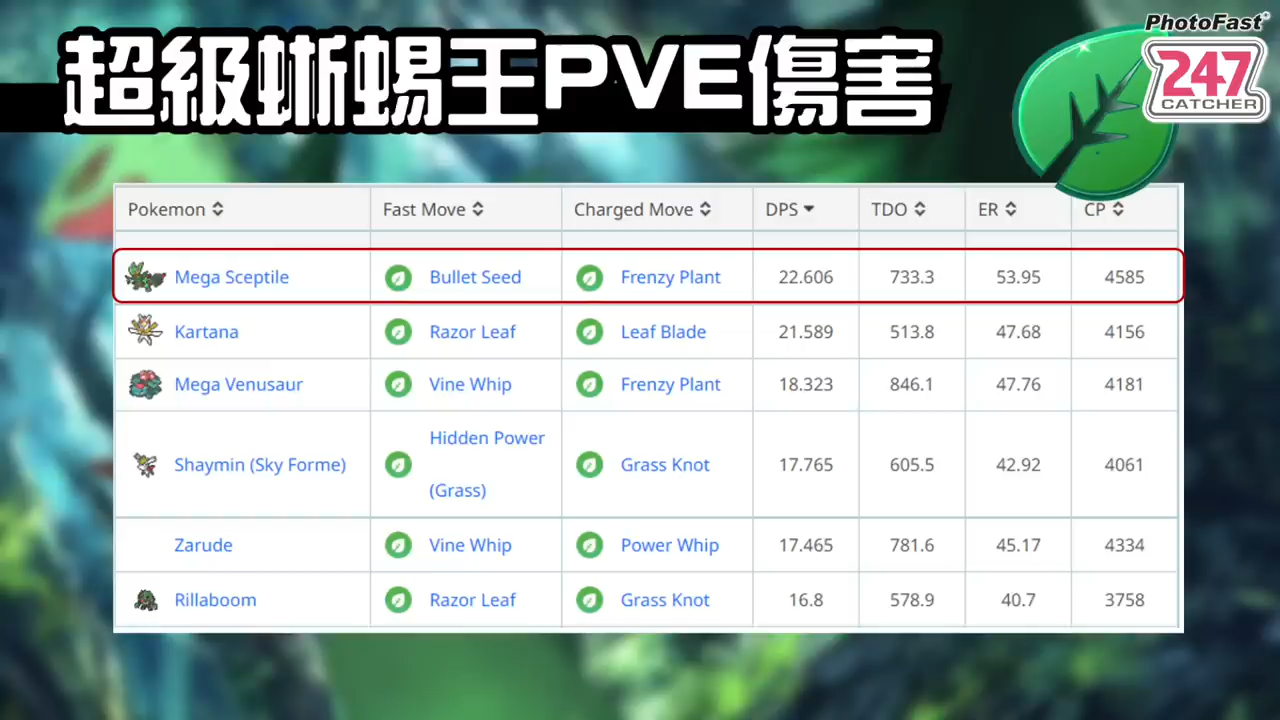 PhotoFast
247
CATCHER
超級蜥蜴王PVE傷害
Pokemon Fast Move Charged Move DPS TDO ER CP
Mega Sceptile Bullet Seed Frenzy Plant 22.606 733.3 53.95 4585
Kartana Razor Leaf Leaf Blade 21.589 513.8 47.68 4156
Mega Venusaur Vine Whip Frenzy Plant 18.323 846.1 47.76 4181
Hidden Power
Shaymin (Sky Forme) Grass Knot 17.765 605.5 42.92 4061
(Grass)
Zarude Vine Whip Power Whip 17.465 781.6 45.17 4334
Rillaboom Razor Leaf Grass Knot 16.8 578.9 40.7 3758